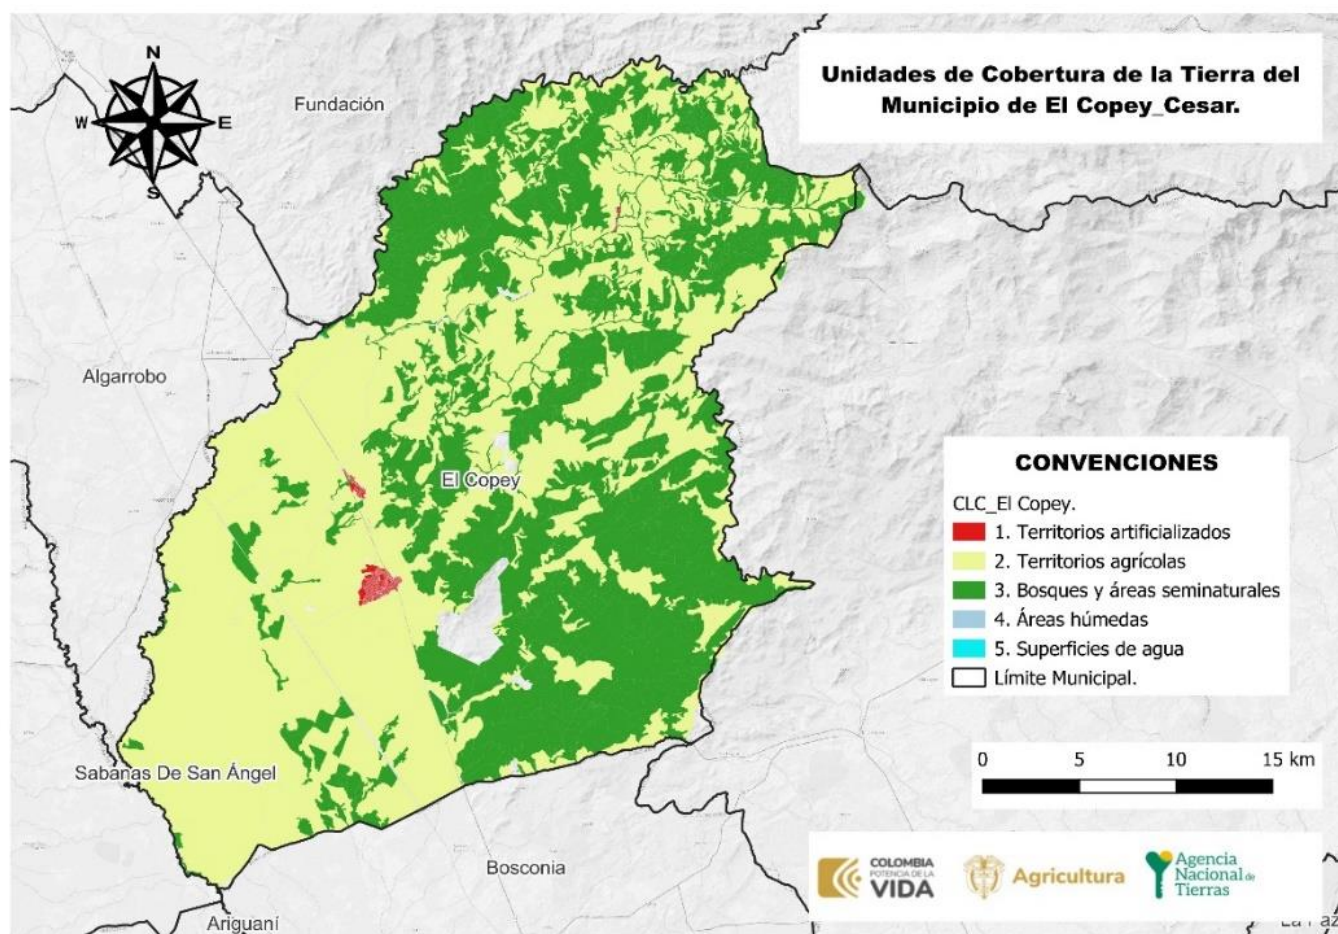 Unidades de Cobertura de la Tierra del
Municipio de El Copey_Cesar.
N
W
E
S
Fundación
Algarrobo
El Copey
Sabanas De San Ángel
Bosconia
Ariguaní
CONVENCIONES
CLC_El Copey.
1. Territorios artificializados
2. Territorios agrícolas
3. Bosques y áreas seminaturales
4. Áreas húmedas
5. Superficies de agua
Límite Municipal.
0 5 10 15 km
COLOMBIA
POTENCIA DE LA
VIDA
Agricultura
Agencia
Nacional de
Tierras